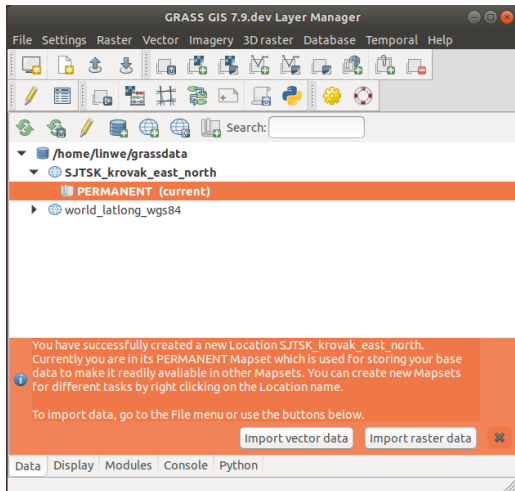 GRASS GIS 7.9.dev Layer Manager
File Settings Raster Vector Imagery 3D raster Database Temporal Help
Search:
/home/linwe/grassdata
SJTSK_krovak_east_north
PERMANENT (current)
world_latlong_wgs84
You have successfully created a new Location SJTSK_krovak_east_north.
Currently you are in its PERMANENT Mapset which is used for storing your base
data to make it readily avaliable in other Mapsets. You can create new Mapsets
for different tasks by right clicking on the Location name.
To import data, go to the File menu or use the buttons below.
Import vector data Import raster data
Data Display Modules Console Python